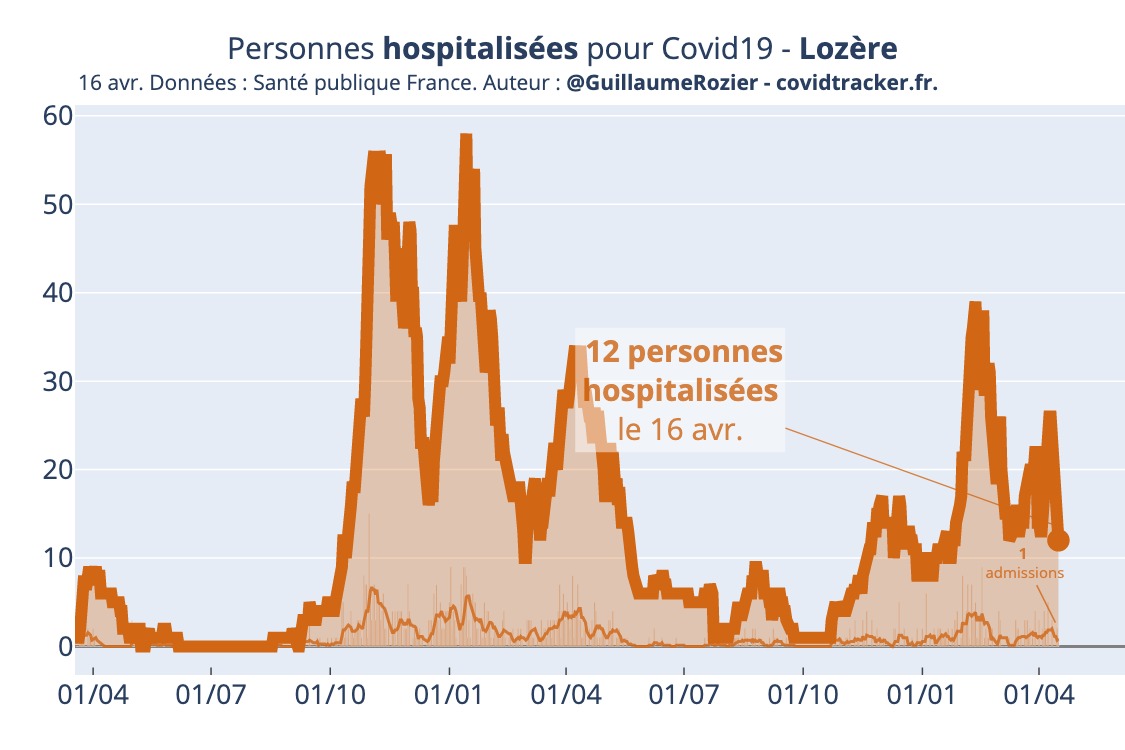 Personnes hospitalisées pour Covid19 - Lozère
16 avr. Données : Santé publique France. Auteur : @GuillaumeRozier - covidtracker.fr.
60
50
40
30
20
10
0
12 personnes
hospitalisées
le 16 avr.
1
admissions
01/04
01/07
01/10
01/01
01/04
01/07
01/10
01/01
01/04